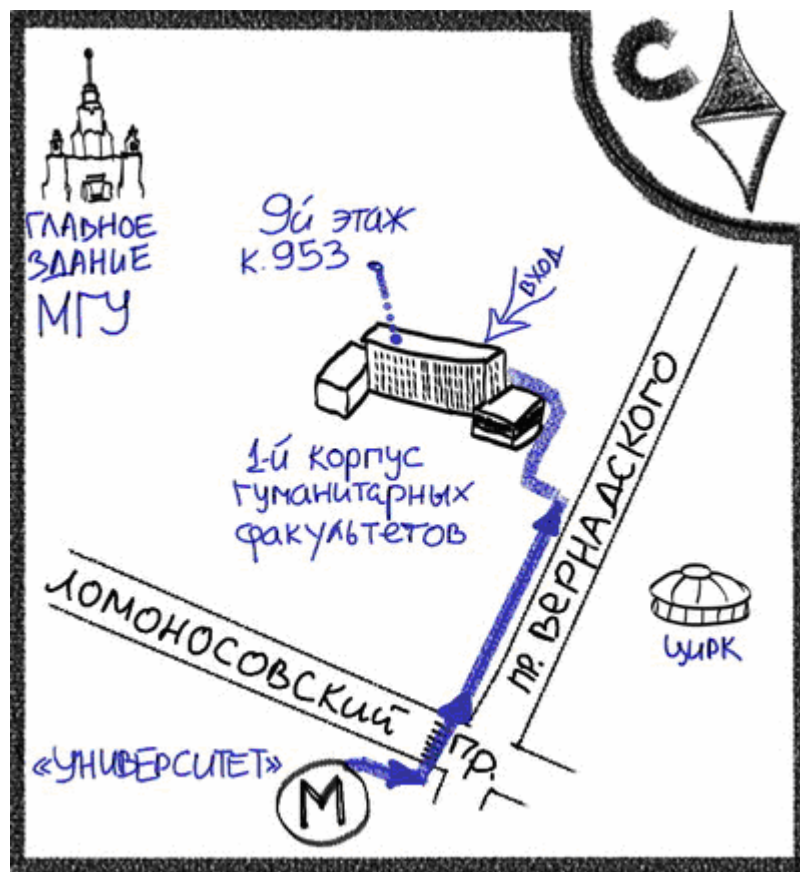 С
ГЛАВНОЕ
ЗДАНИЕ
МГУ
9й этаж
к.953
ВХОД
1-й корпус
гуманитарных
факультетов
пр. ВЕРНАДСКОГО
ЦИРК
ЛОМОНОСОВСКИЙ пр.
«УНИВЕРСИТЕТ»
М